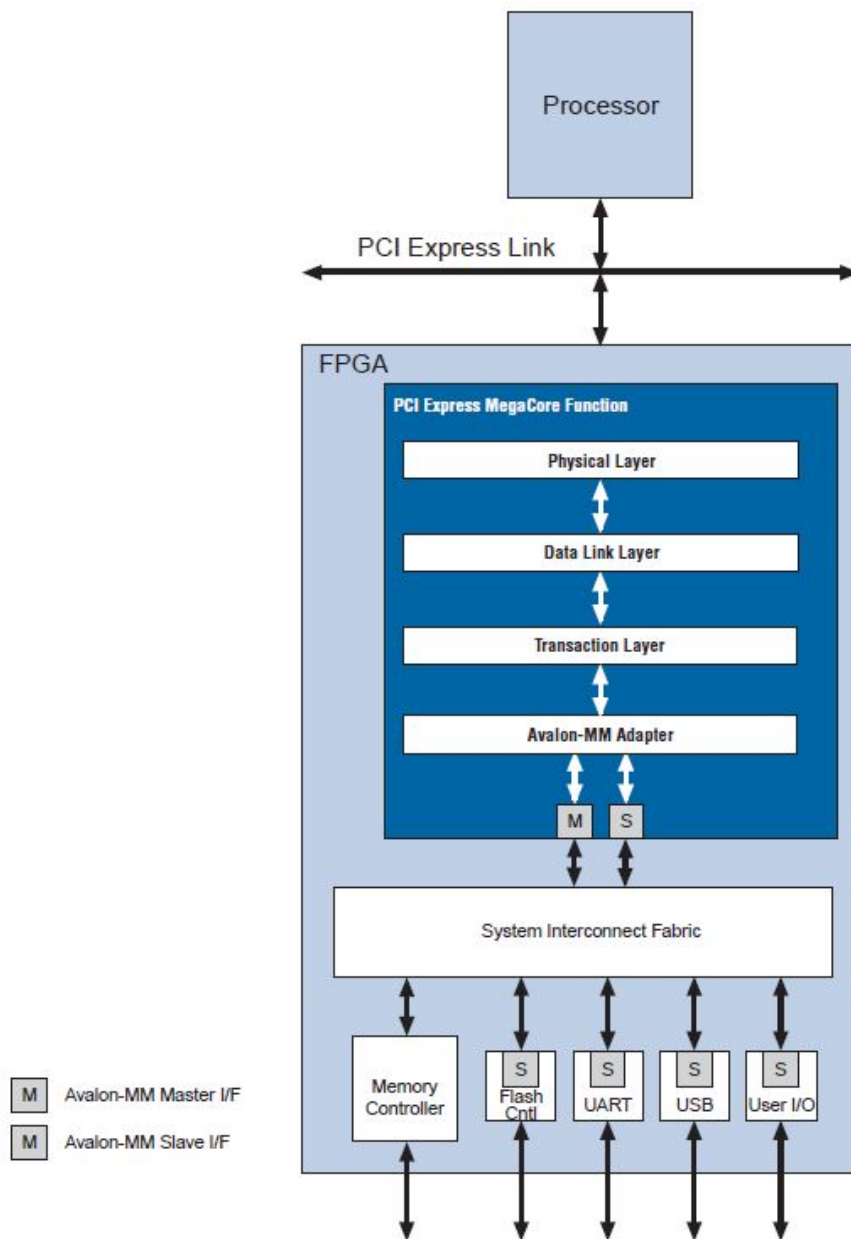 Processor
PCI Express Link
FPGA
PCI Express MegaCore Function
Physical Layer
Data Link Layer
Transaction Layer
Avalon-MM Adapter
M S
System Interconnect Fabric
Memory
Controller
S
Flash
Cntl
S
UART
S
USB
S
User I/O
M Avalon-MM Master I/F
M Avalon-MM Slave I/F